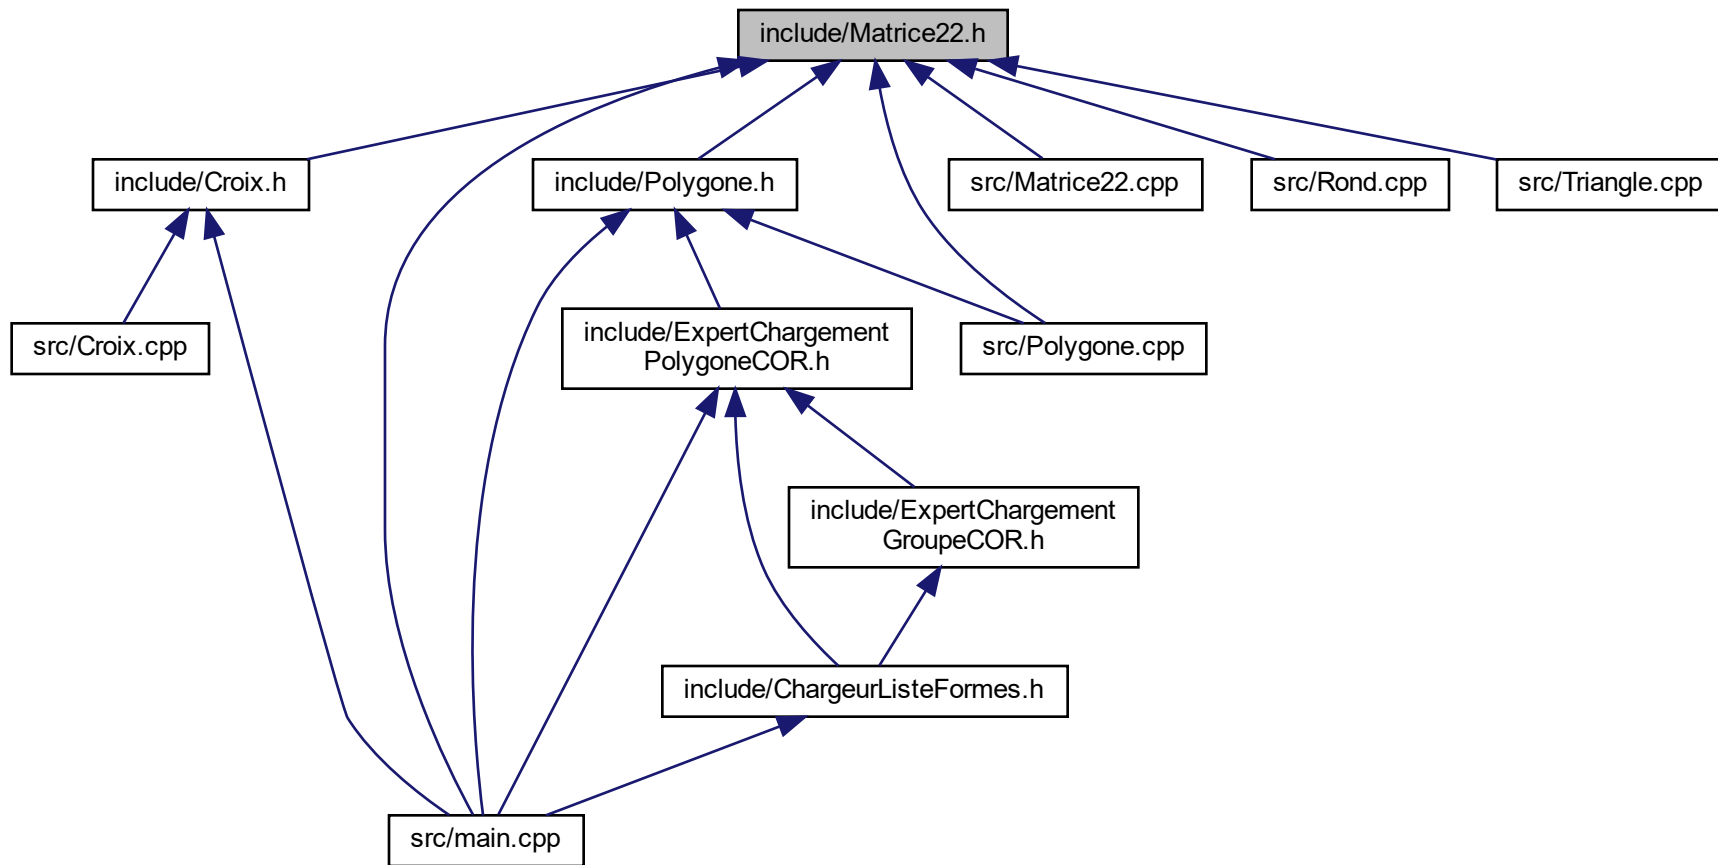 include/Matrice22.h
include/Croix.h
include/Polygone.h
src/Matrice22.cpp
src/Rond.cpp
src/Triangle.cpp
src/Croix.cpp
include/ExpertChargement
PolygoneCOR.h
src/Polygone.cpp
include/ExpertChargement
GroupeCOR.h
include/ChargeurListeFormes.h
src/main.cpp